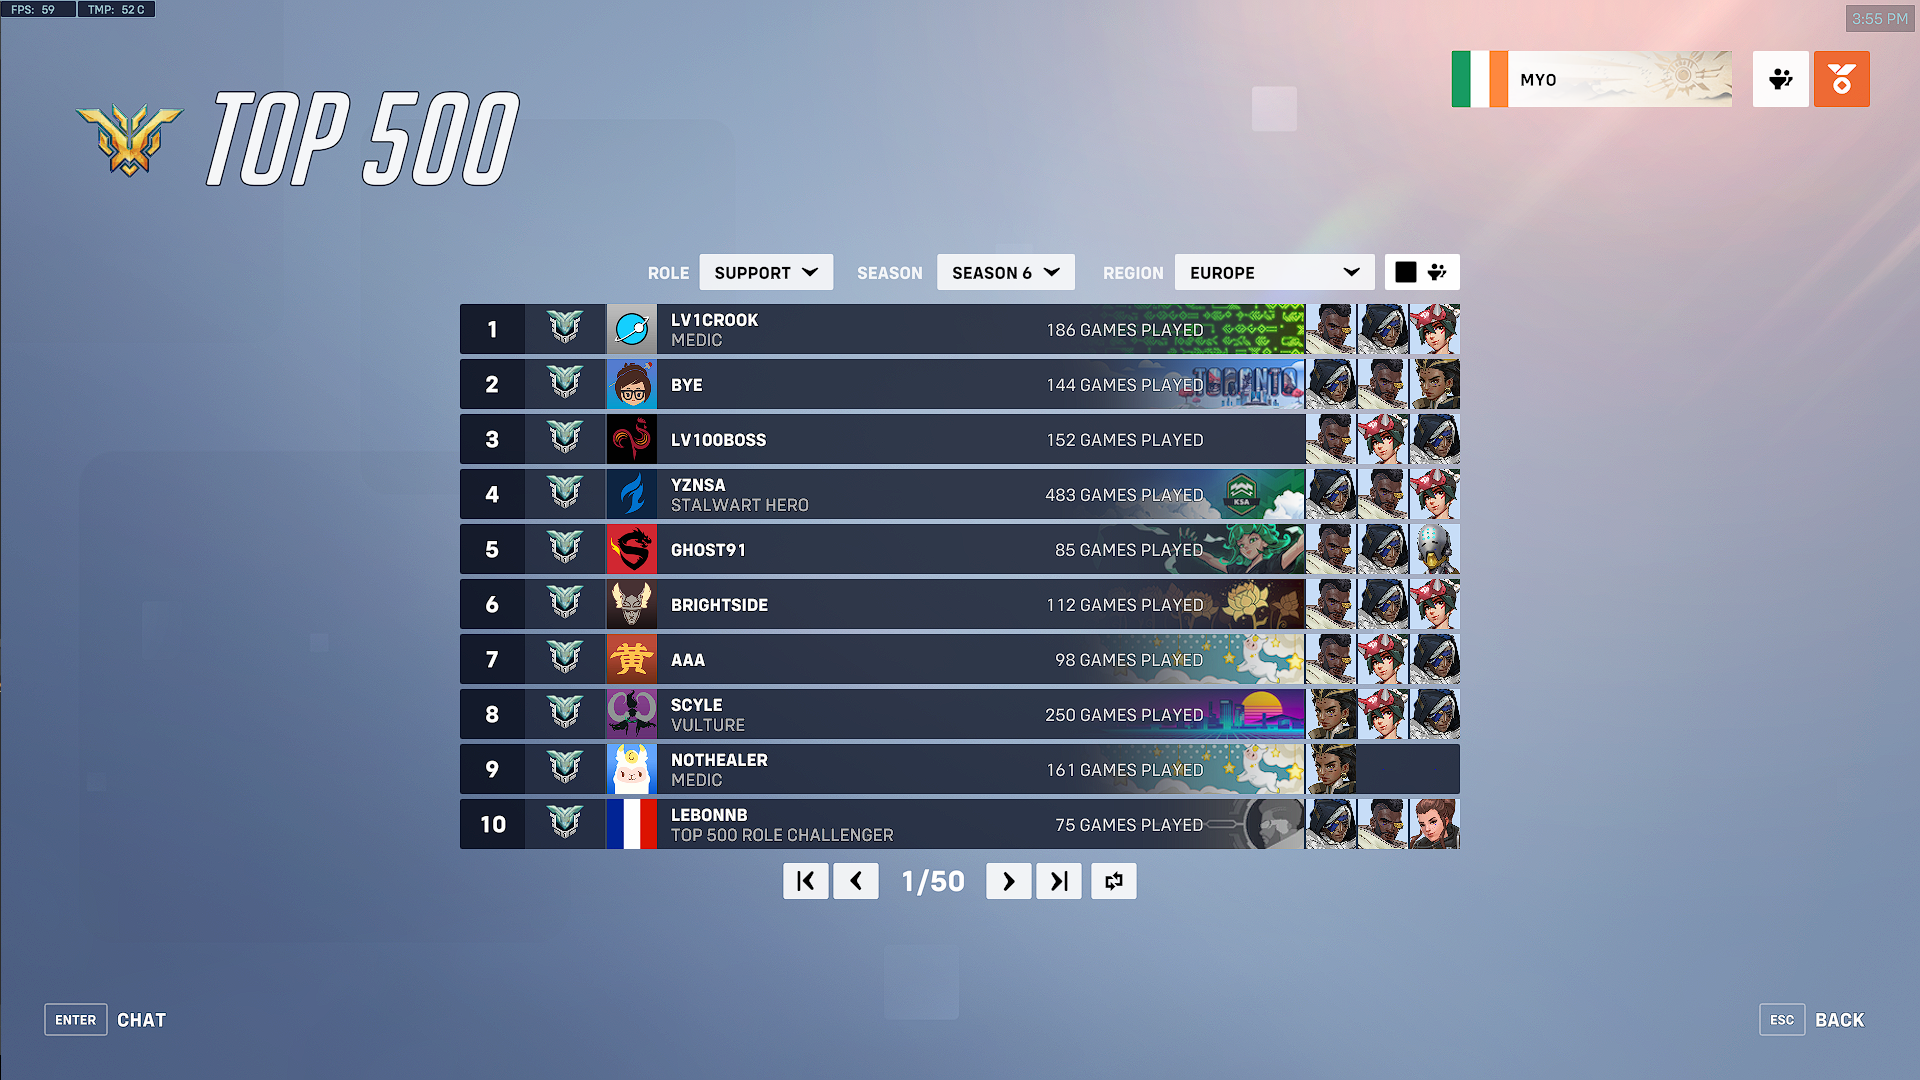 FPS: 59 TMP: 52 C
3:55 PM
MYO
TOP 500
ROLE SUPPORT SEASON SEASON 6 REGION EUROPE
1 LV1CROOK 186 GAMES PLAYED
MEDIC
2 BYE 144 GAMES PLAYED TORONTO
3 LV100BOSS 152 GAMES PLAYED
4 YZNSA 483 GAMES PLAYED KSA
STALWART HERO
5 GHOST91 85 GAMES PLAYED
6 BRIGHTSIDE 112 GAMES PLAYED
7 黄 AAA 98 GAMES PLAYED
8 SCYLE 250 GAMES PLAYED
VULTURE
9 NOTHEALER 161 GAMES PLAYED
MEDIC
10 LEBONNB 75 GAMES PLAYED
TOP 500 ROLE CHALLENGER
1/50
ENTER CHAT
ESC BACK